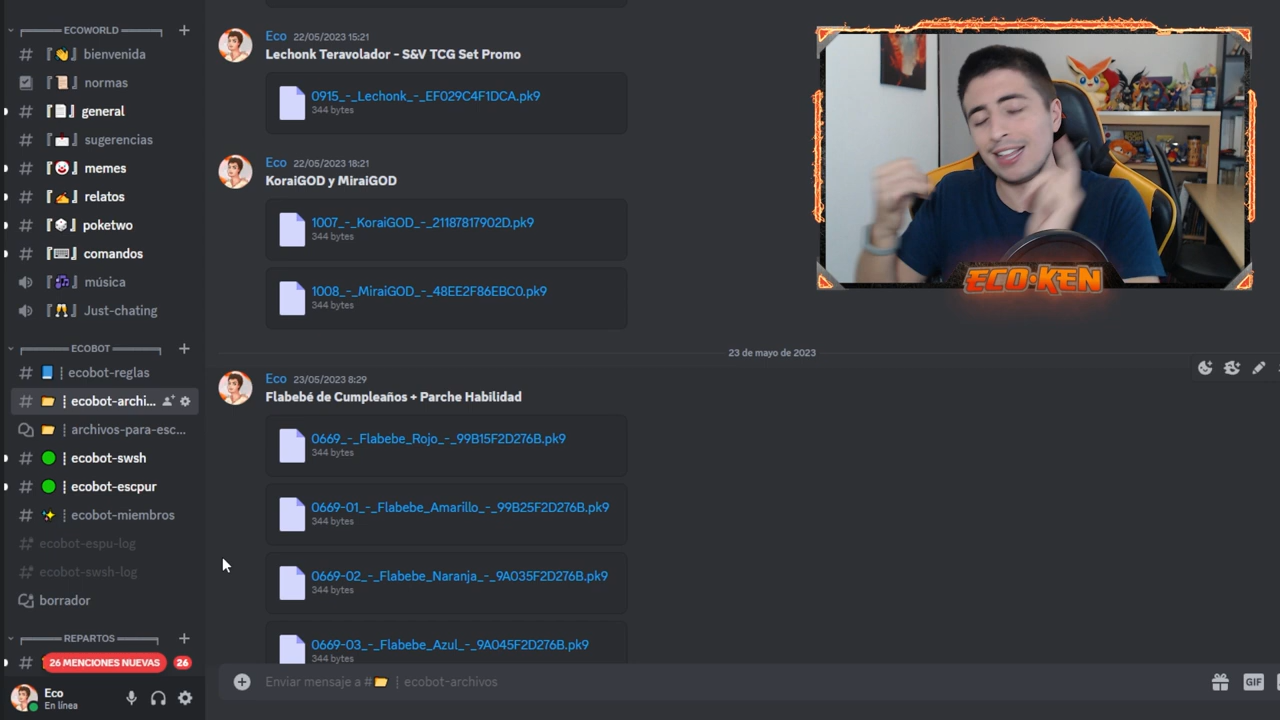 ECOWORLD
bienvenida
normas
general
sugerencias
memes
relatos
poketwo
comandos
música
Just-chating
ECOBOT
ecobot-reglas
ecobot-archi...
archivos-para-esc...
ecobot-swsh
ecobot-escpur
ecobot-miembros
ecobot-espu-log
ecobot-swsh-log
borrador
REPARTOS
26 MENCIONES NUEVAS
26
Eco
En línea
Eco 22/05/2023 15:21
Lechonk Teravolador - S&V TCG Set Promo
0915_-_Lechonk_-_EF029C4F1DCA.pk9
344 bytes
Eco 22/05/2023 18:21
KoraiGOD y MiraiGOD
1007_-_KoraiGOD_-_21187817902D.pk9
344 bytes
1008_-_MiraiGOD_-_48EE2F86EBC0.pk9
344 bytes
23 de mayo de 2023
Eco 23/05/2023 8:29
Flabebé de Cumpleaños + Parche Habilidad
0669_-_Flabebe_Rojo_-_99B15F2D276B.pk9
344 bytes
0669-01_-_Flabebe_Amarillo_-_99B25F2D276B.pk9
344 bytes
0669-02_-_Flabebe_Naranja_-_9A035F2D276B.pk9
344 bytes
0669-03_-_Flabebe_Azul_-_9A045F2D276B.pk9
344 bytes
Enviar mensaje a # ecobot-archivos
GIF
ECO•KEN